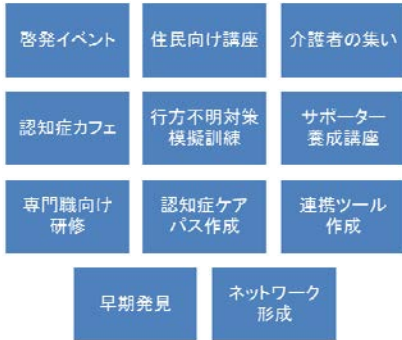 啓発イベント
住民向け講座
介護者の集い
認知症カフェ
行方不明対策
模擬訓練
サポーター
養成講座
専門職向け
研修
認知症ケア
パス作成
連携ツール
作成
早期発見
ネットワーク
形成